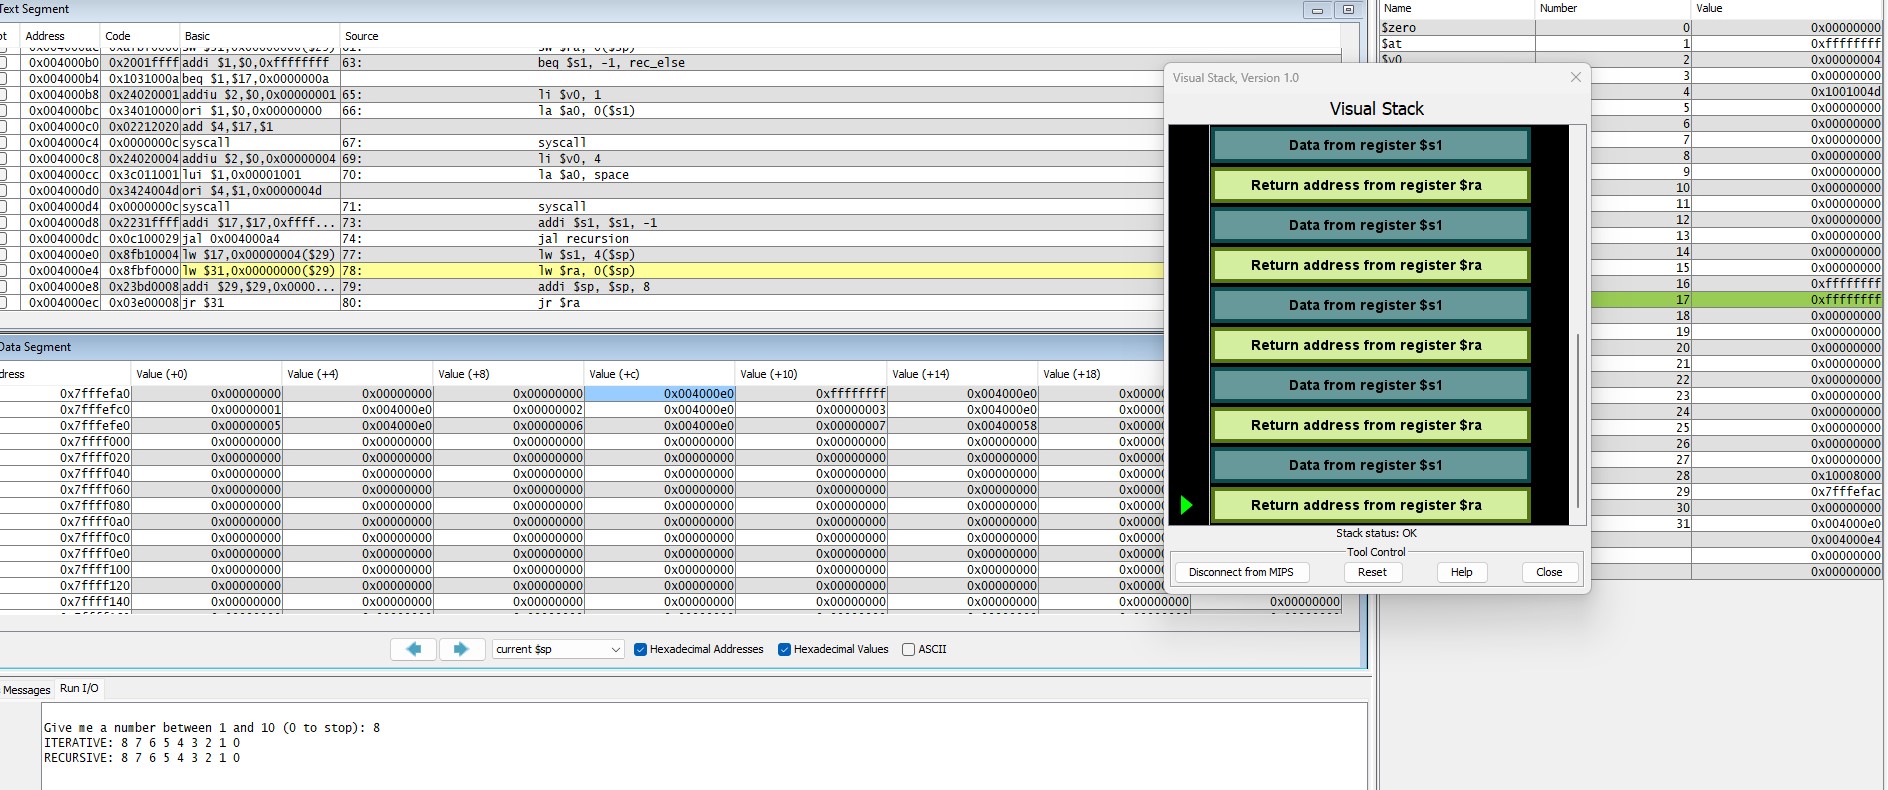 Text Segment
pt Address Code Basic Source
0x004000ac 0xafbf0000 sw $31,0x00000000($29) 61: sw $ra, 0($sp)
0x004000b0 0x2001ffff addi $1,$0,0xffffffff 63: beq $s1, -1, rec_else
0x004000b4 0x1031000a beq $1,$17,0x0000000a
0x004000b8 0x24020001 addiu $2,$0,0x00000001 65: li $v0, 1
0x004000bc 0x34010000 ori $1,$0,0x00000000 66: la $a0, 0($s1)
0x004000c0 0x02212020 add $4,$17,$1
0x004000c4 0x0000000c syscall 67: syscall
0x004000c8 0x24020004 addiu $2,$0,0x00000004 69: li $v0, 4
0x004000cc 0x3c011001 lui $1,0x00001001 70: la $a0, space
0x004000d0 0x3424004d ori $4,$1,0x0000004d
0x004000d4 0x0000000c syscall 71: syscall
0x004000d8 0x2231ffff addi $17,$17,0xffff... 73: addi $s1, $s1, -1
0x004000dc 0x0c100029 jal 0x004000a4 74: jal recursion
0x004000e0 0x8fb10004 lw $17,0x00000004($29) 77: lw $s1, 4($sp)
0x004000e4 0x8fbf0000 lw $31,0x00000000($29) 78: lw $ra, 0($sp)
0x004000e8 0x23bd0008 addi $29,$29,0x0000... 79: addi $sp, $sp, 8
0x004000ec 0x03e00008 jr $31 80: jr $ra
Data Segment
dress Value (+0) Value (+4) Value (+8) Value (+c) Value (+10) Value (+14) Value (+18)
0x7fffefa0 0x00000000 0x00000000 0x00000000 0x004000e0 0xffffffff 0x004000e0 0x0000
0x7fffefc0 0x00000001 0x004000e0 0x00000002 0x004000e0 0x00000003 0x004000e0 0x0000
0x7fffefe0 0x00000005 0x004000e0 0x00000006 0x004000e0 0x00000007 0x00400058 0x0000
0x7ffff000 0x00000000 0x00000000 0x00000000 0x00000000 0x00000000 0x00000000 0x0000
0x7ffff020 0x00000000 0x00000000 0x00000000 0x00000000 0x00000000 0x00000000 0x0000
0x7ffff040 0x00000000 0x00000000 0x00000000 0x00000000 0x00000000 0x00000000 0x0000
0x7ffff060 0x00000000 0x00000000 0x00000000 0x00000000 0x00000000 0x00000000 0x0000
0x7ffff080 0x00000000 0x00000000 0x00000000 0x00000000 0x00000000 0x00000000 0x0000
0x7ffff0a0 0x00000000 0x00000000 0x00000000 0x00000000 0x00000000 0x00000000 0x0000
0x7ffff0c0 0x00000000 0x00000000 0x00000000 0x00000000 0x00000000 0x00000000 0x0000
0x7ffff0e0 0x00000000 0x00000000 0x00000000 0x00000000 0x00000000 0x00000000 0x0000
0x7ffff100 0x00000000 0x00000000 0x00000000 0x00000000 0x00000000 0x00000000 0x0000
0x7ffff120 0x00000000 0x00000000 0x00000000 0x00000000 0x00000000 0x00000000 0x0000
0x7ffff140 0x00000000 0x00000000 0x00000000 0x00000000 0x00000000 0x00000000 0x00000000 0x00000000
current $sp Hexadecimal Addresses Hexadecimal Values ASCII
Messages Run I/O
Give me a number between 1 and 10 (0 to stop): 8
ITERATIVE: 8 7 6 5 4 3 2 1 0
RECURSIVE: 8 7 6 5 4 3 2 1 0
Visual Stack, Version 1.0
Visual Stack
Data from register $s1
Return address from register $ra
Data from register $s1
Return address from register $ra
Data from register $s1
Return address from register $ra
Data from register $s1
Return address from register $ra
Data from register $s1
Return address from register $ra
Stack status: OK
Tool Control
Disconnect from MIPS Reset Help Close
Name Number Value
$zero 0 0x00000000
$at 1 0xffffffff
$v0 2 0x00000004
3 0x00000000
4 0x1001004d
5 0x00000000
6 0x00000000
7 0x00000000
8 0x00000000
9 0x00000000
10 0x00000000
11 0x00000000
12 0x00000000
13 0x00000000
14 0x00000000
15 0x00000000
16 0xffffffff
17 0xffffffff
18 0x00000000
19 0x00000000
20 0x00000000
21 0x00000000
22 0x00000000
23 0x00000000
24 0x00000000
25 0x00000000
26 0x00000000
27 0x00000000
28 0x10008000
29 0x7fffefac
30 0x00000000
31 0x004000e0
0x004000e4
0x00000000
0x00000000